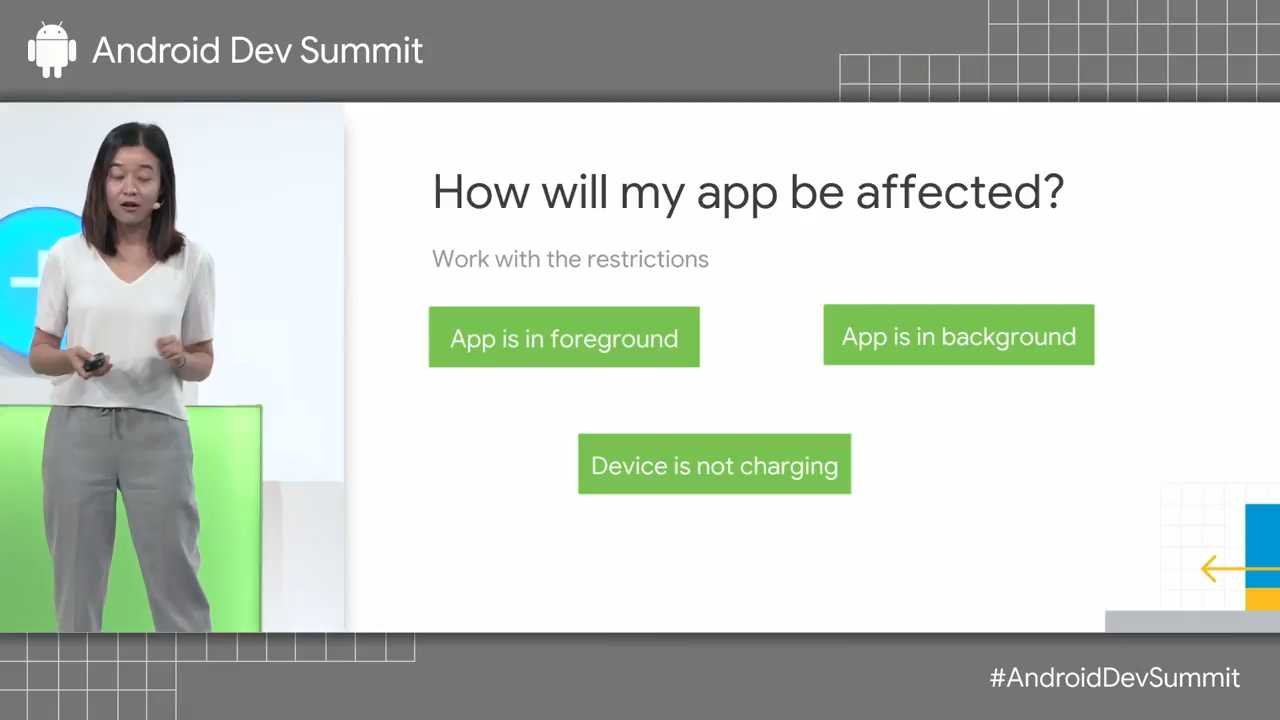 Android Dev Summit
How will my app be affected?
Work with the restrictions
App is in foreground
App is in background
Device is not charging
#AndroidDevSummit